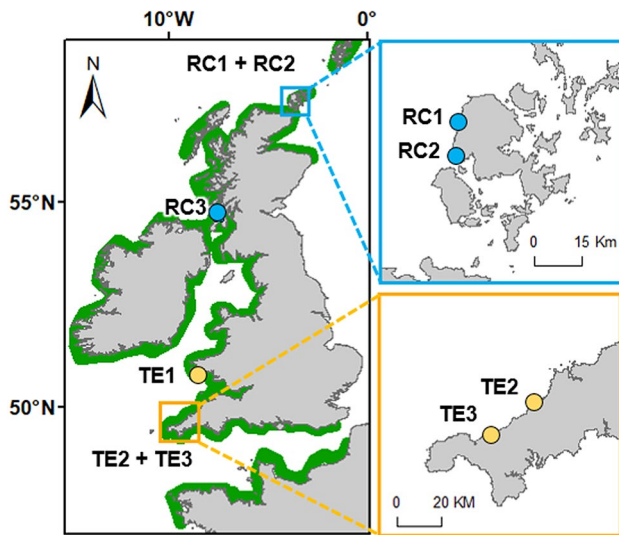 10°W 0°
N
RC1 + RC2
RC1
RC2
55°N
RC3
0 15 Km
TE1
50°N
TE2
TE3
TE2 + TE3
0 20 KM